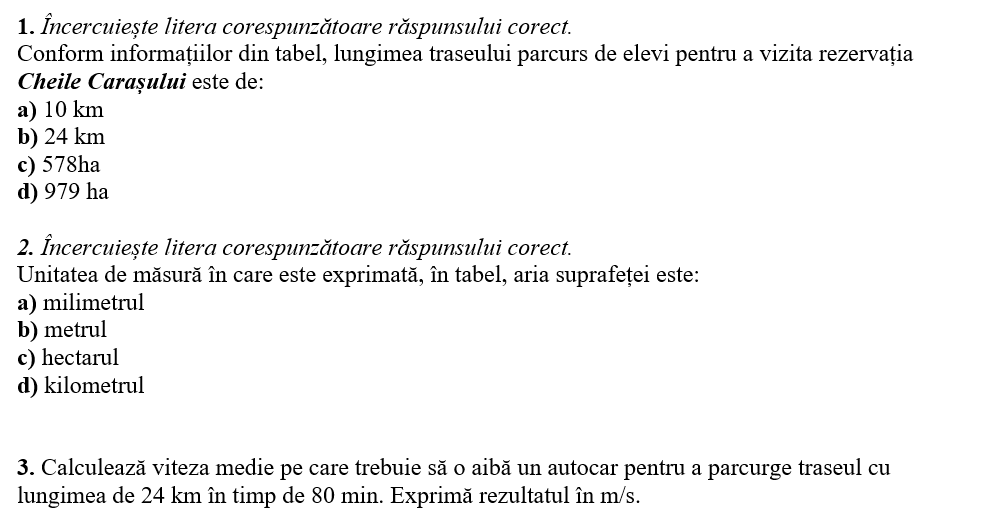 1. Încercuiește litera corespunzătoare răspunsului corect.
Conform informațiilor din tabel, lungimea traseului parcurs de elevi pentru a vizita rezervația
Cheile Carașului este de:
a) 10 km
b) 24 km
c) 578ha
d) 979 ha
2. Încercuiește litera corespunzătoare răspunsului corect.
Unitatea de măsură în care este exprimată, în tabel, aria suprafeței este:
a) milimetrul
b) metrul
c) hectarul
d) kilometrul
3. Calculează viteza medie pe care trebuie să o aibă un autocar pentru a parcurge traseul cu
lungimea de 24 km în timp de 80 min. Exprimă rezultatul în m/s.